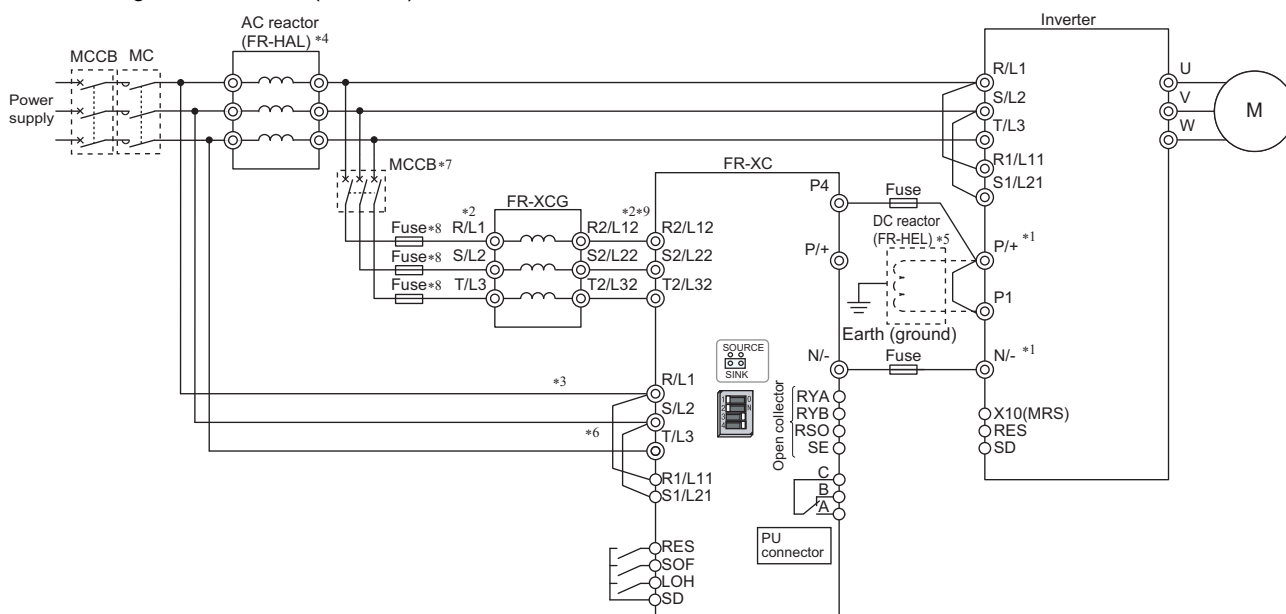 AC reactor
(FR-HAL) *4
Inverter
MCCB MC
Power
supply
R/L1
S/L2
T/L3
R1/L11
S1/L21
U
V
W
M
MCCB*7
FR-XCG
FR-XC
*2
*2*9
Fuse*8 R/L1
R2/L12 R2/L12
Fuse*8 S/L2
S2/L22 S2/L22
Fuse*8 T/L3
T2/L32 T2/L32
P4
Fuse
DC reactor
(FR-HEL) *5
P/+
P/+ *1
P1
Earth (ground)
N/-
Fuse
N/- *1
SOURCE
SINK
*3
R/L1
S/L2
*6
T/L3
R1/L11
S1/L21
1
2
3
4
O
N
Open collector
RYA
RYB
RSO
SE
X10(MRS)
RES
SD
C
B
A
PU
connector
RES
SOF
LOH
SD